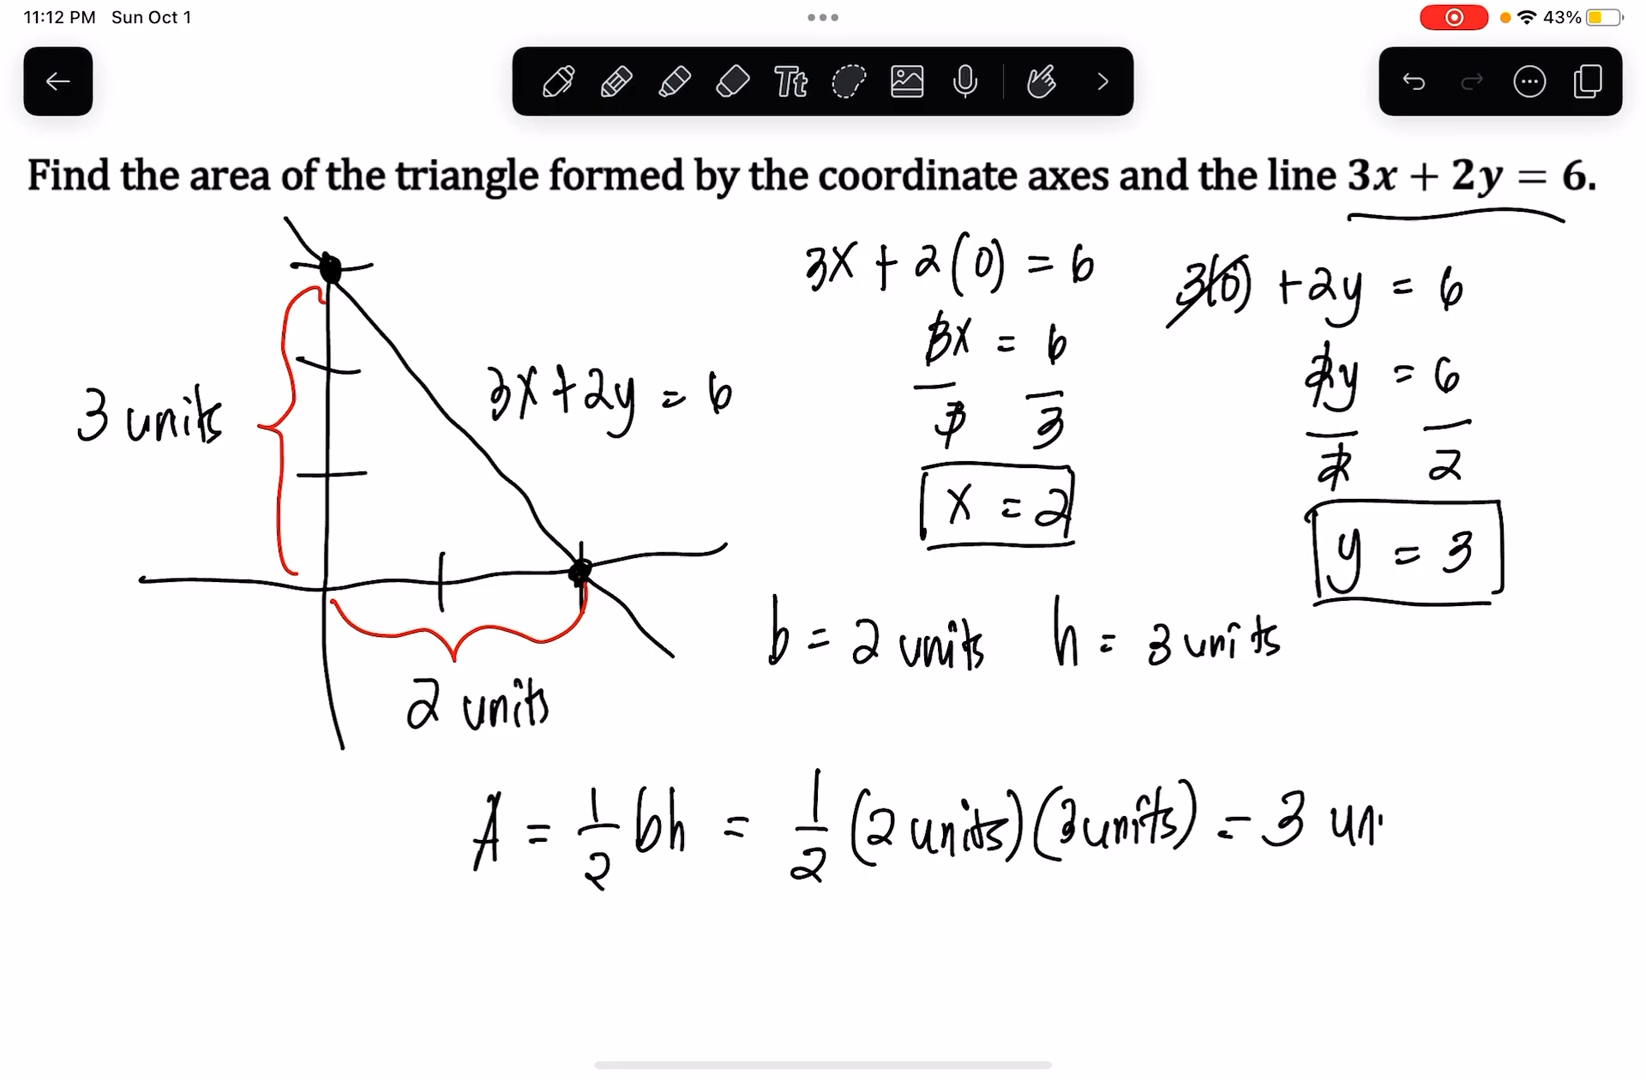 11:12 PM Sun Oct 1
43%
Tt
Find the area of the triangle formed by the coordinate axes and the line 3x + 2y = 6.
3x + 2(0) = 6
3(0) + 2y = 6
3x = 6
2y = 6
3 3
2 2
x = 2
y = 3
3 units
3x + 2y = 6
b = 2 units h = 3 units
2 units
A = 1/2 bh = 1/2 (2 units)(3 units) = 3 un